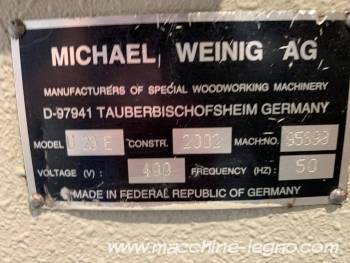 MICHAEL WEINIG AG
MANUFACTURERS OF SPECIAL WOODWORKING MACHINERY
D-97941 TAUBERBISCHOFSHEIM GERMANY
MODEL U 23 E CONSTR. 2002 MACH.NO.
VOLTAGE (V) : 400 FREQUENCY (HZ) : 50
MADE IN FEDERAL REPUBLIC OF GERMANY
www.macchine-legno.com